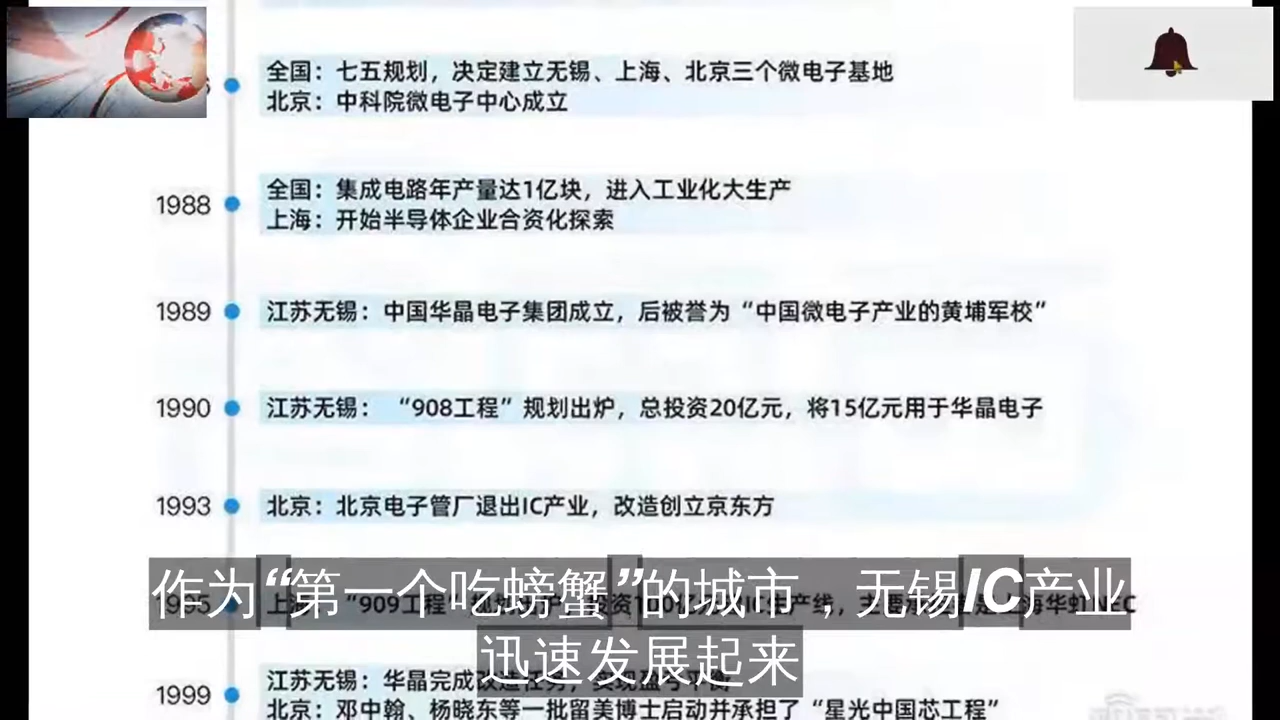 全国：七五规划，决定建立无锡、上海、北京三个微电子基地
北京：中科院微电子中心成立
1988
全国：集成电路年产量达1亿块，进入工业化大生产
上海：开始半导体企业合资化探索
1989
江苏无锡：中国华晶电子集团成立，后被誉为“中国微电子产业的黄埔军校”
1990
江苏无锡：“908工程”规划出炉，总投资20亿元，将15亿元用于华晶电子
1993
北京：北京电子管厂退出IC产业，改造创立京东方
作为“第一个吃螃蟹”的城市，无锡IC产业
迅速发展起来
1999
江苏无锡：华晶完成
北京：邓中翰、杨晓东等一批留美博士启动并承担了“星光中国芯工程”